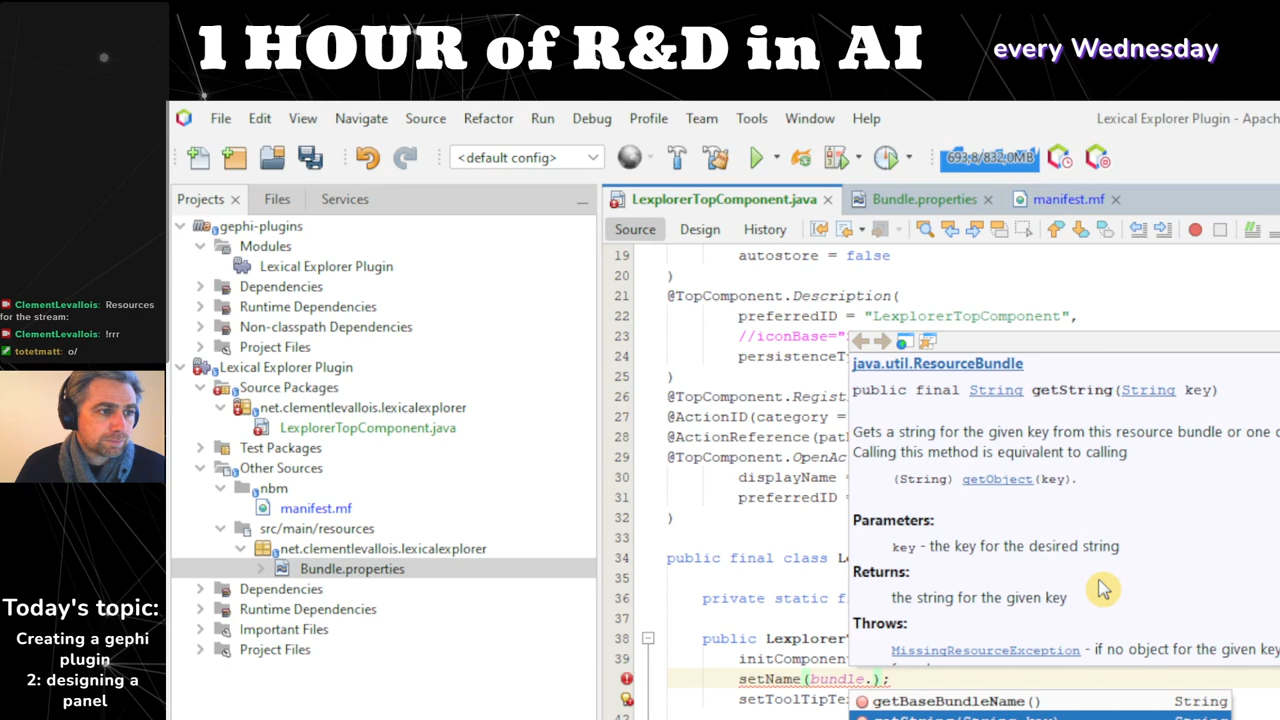 1 HOUR of R&D in AI
every Wednesday
File Edit View Navigate Source Refactor Run Debug Profile Team Tools Window Help
Lexical Explorer Plugin - Apac
<default config>
693,8/832,0MB
Projects Files Services
gephi-plugins
Modules
Lexical Explorer Plugin
Dependencies
Runtime Dependencies
Non-classpath Dependencies
Project Files
Lexical Explorer Plugin
Source Packages
net.clementlevallois.lexicalexplorer
LexplorerTopComponent.java
Test Packages
Other Sources
nbm
manifest.mf
src/main/resources
net.clementlevallois.lexicalexplorer
Bundle.properties
Dependencies
Runtime Dependencies
Important Files
Project Files
ClementLevallois: Resources
for the stream:
ClementLevallois: !rrr
totetmatt: o/
Today's topic:
Creating a gephi
plugin
2: designing a
panel
LexplorerTopComponent.java Bundle.properties manifest.mf
Source Design History
19 autostore = false
20 )
21 @TopComponent.Description(
22 preferredID = "LexplorerTopComponent",
23 //iconBase="
24 persistenceT
25 )
26 @TopComponent.Regist
27 @ActionID(category =
28 @ActionReference(pat
29 @TopComponent.OpenAc
30 displayName =
31 preferredID =
32 )
33
34 public final class L
35
36 private static f
37
38 public Lexplorer
39 initComponent
setName(bundle.);
setToolTipTe
42
java.util.ResourceBundle
public final String getString(String key)
Gets a string for the given key from this resource bundle or one o
Calling this method is equivalent to calling
(String) getObject(key).
Parameters:
key - the key for the desired string
Returns:
the string for the given key
Throws:
MissingResourceException - if no object for the given key
getBaseBundleName() String
getString(String key) String